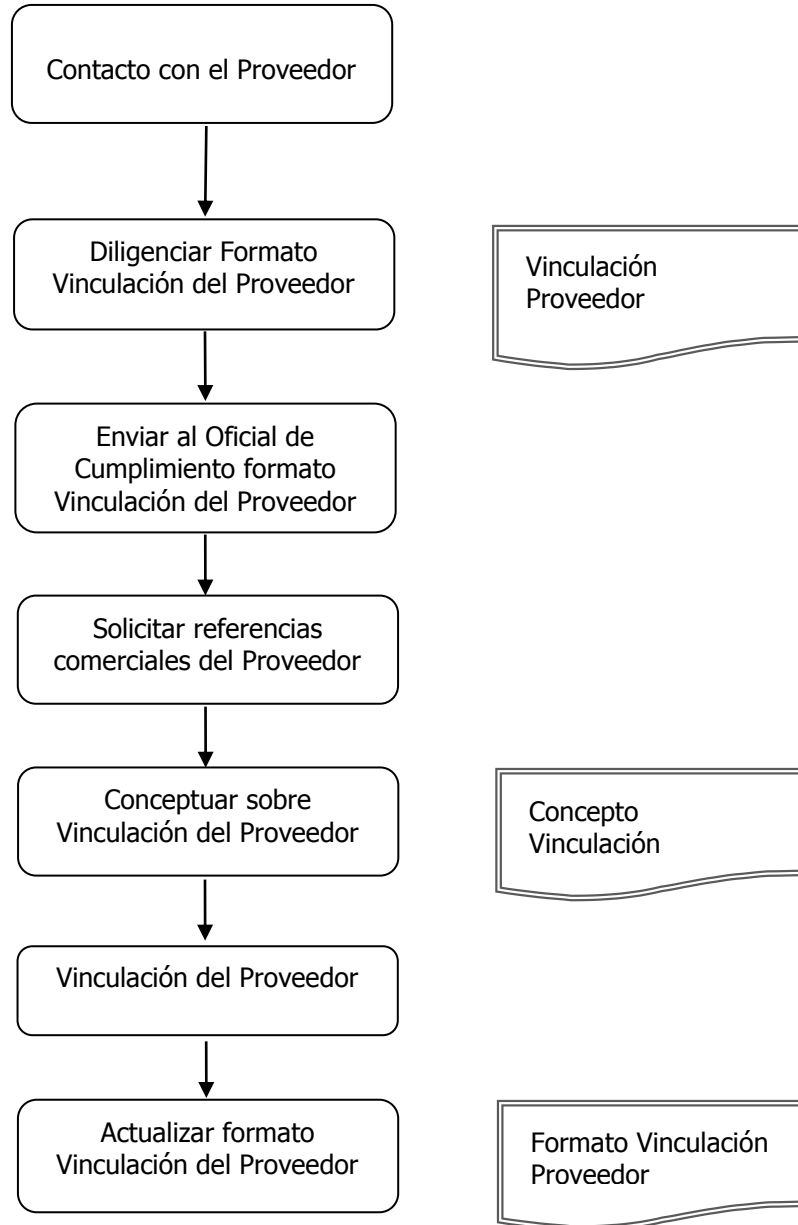 Contacto con el Proveedor
Diligenciar Formato
Vinculación del Proveedor
Vinculación
Proveedor
Enviar al Oficial de
Cumplimiento formato
Vinculación del Proveedor
Solicitar referencias
comerciales del Proveedor
Conceptuar sobre
Vinculación del Proveedor
Concepto
Vinculación
Vinculación del Proveedor
Actualizar formato
Vinculación del Proveedor
Formato Vinculación
Proveedor